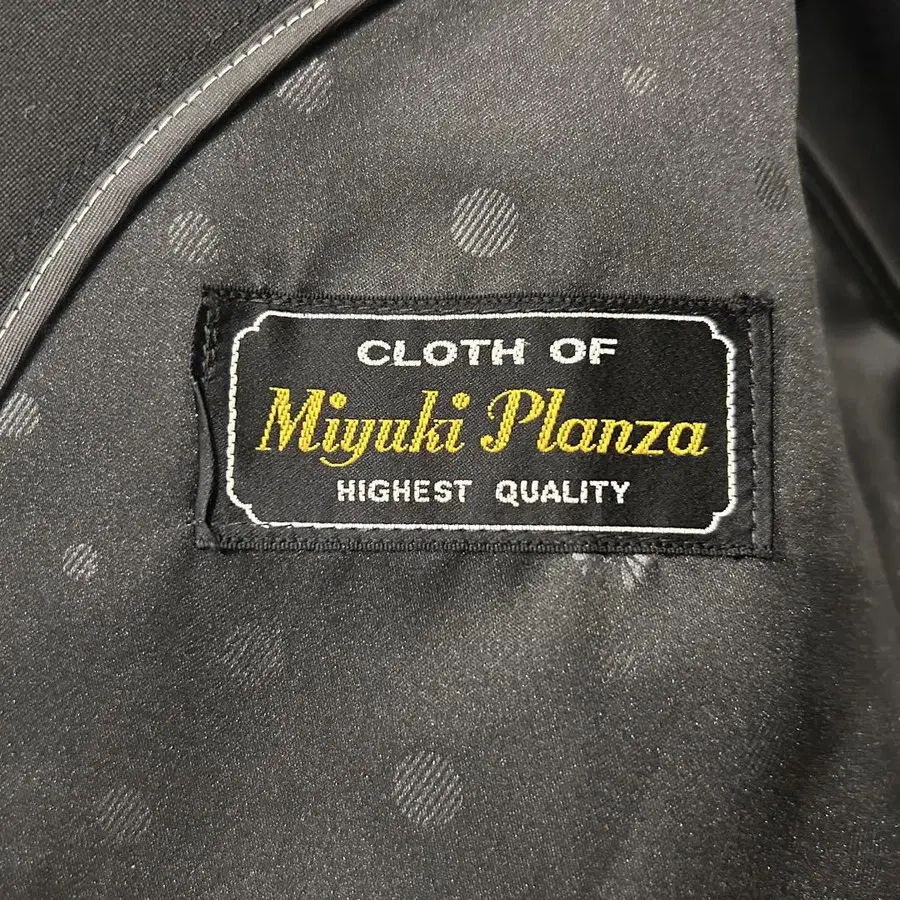 CLOTH OF
Miyuki Planza
HIGHEST QUALITY